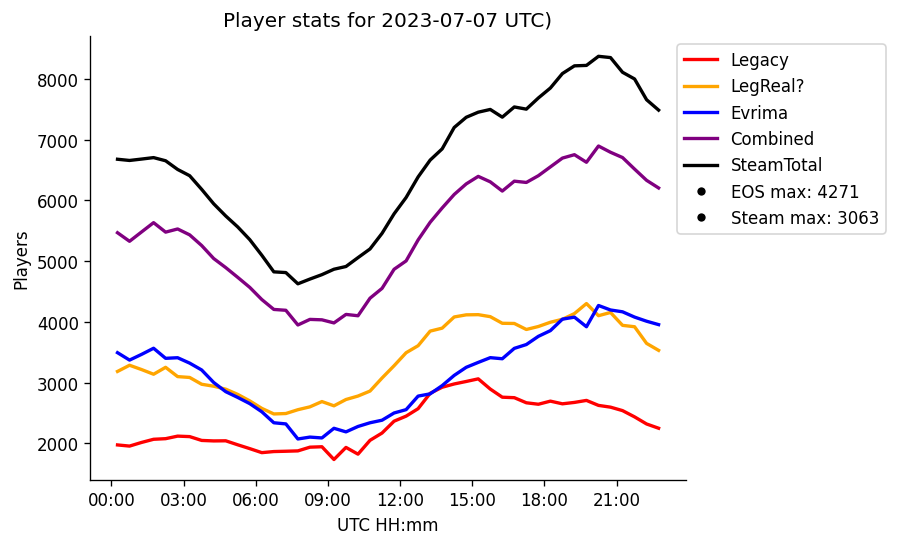 Player stats for 2023-07-07 UTC)
Players
8000
7000
6000
5000
4000
3000
2000
00:00 03:00 06:00 09:00 12:00 15:00 18:00 21:00
UTC HH:mm
Legacy
LegReal?
Evrima
Combined
SteamTotal
EOS max: 4271
Steam max: 3063